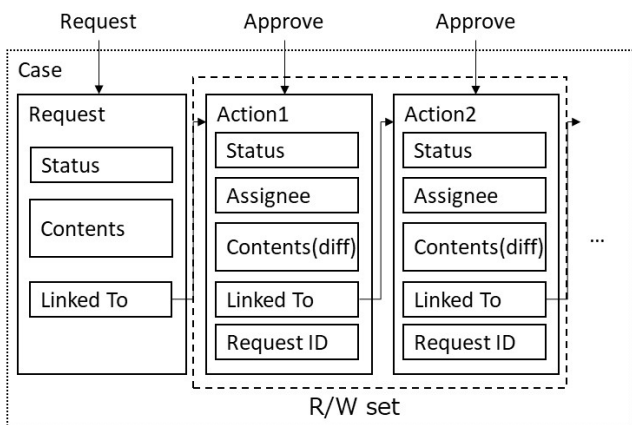 Request
Approve
Approve
Case
Request
Status
Contents
Linked To
Action1
Status
Assignee
Contents(diff)
Linked To
Request ID
Action2
Status
Assignee
Contents(diff)
Linked To
Request ID
...
R/W set